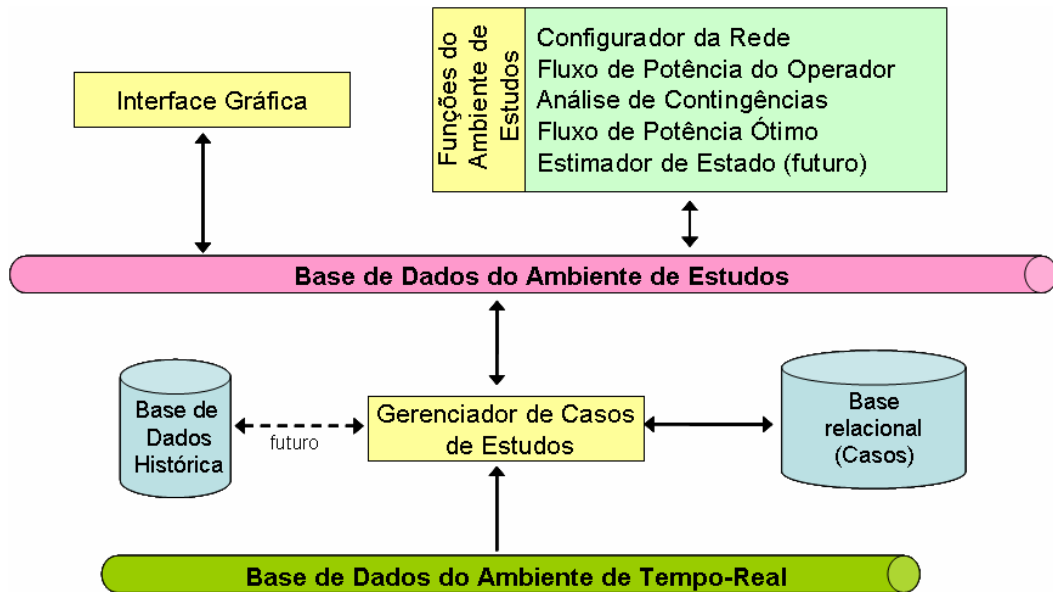 Interface Gráfica
Funções do
Ambiente de
Estudos
Configurador da Rede
Fluxo de Potência do Operador
Análise de Contingências
Fluxo de Potência Ótimo
Estimador de Estado (futuro)
Base de Dados do Ambiente de Estudos
Base de
Dados
Histórica
futuro
Gerenciador de Casos
de Estudos
Base
relacional
(Casos)
Base de Dados do Ambiente de Tempo-Real